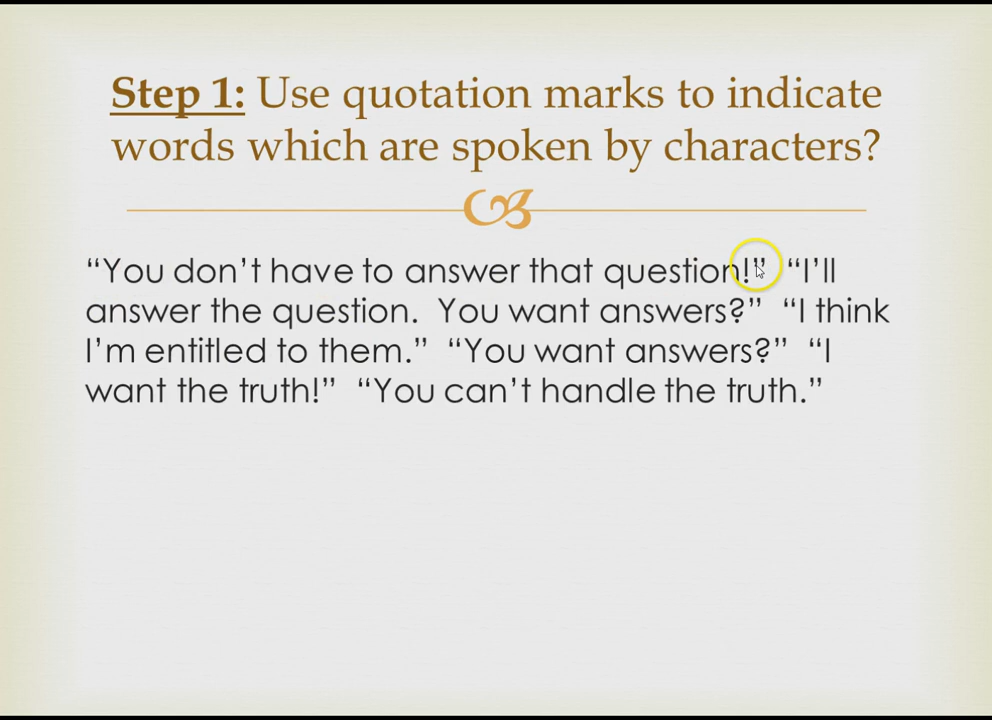 Step 1: Use quotation marks to indicate
words which are spoken by characters?
“You don’t have to answer that question!”  “I’ll
answer the question.  You want answers?”  “I think
I’m entitled to them.”  “You want answers?”  “I
want the truth!”  “You can’t handle the truth.”